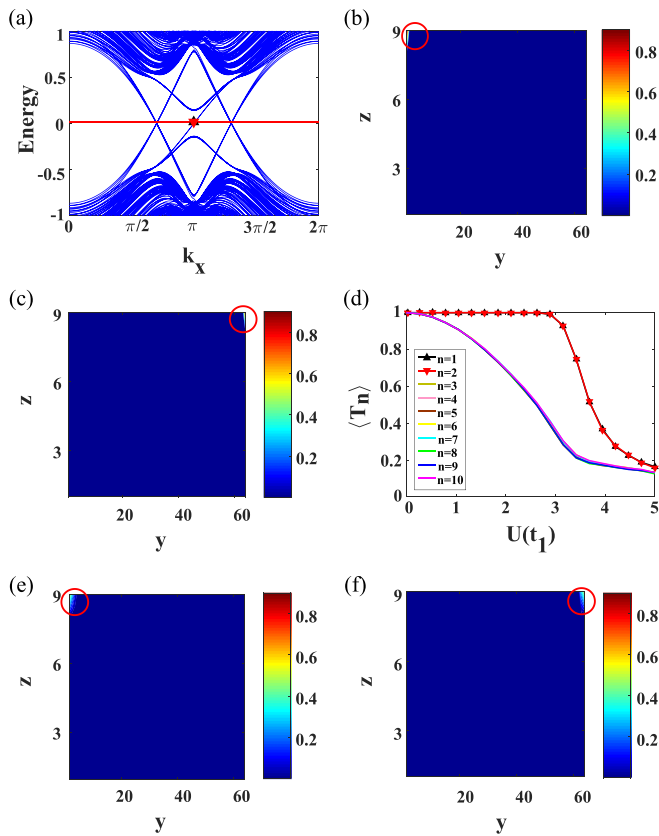 (a)
1
0.5
0
-0.5
-1
Energy
0
π/2
π
3π/2
2π
k_x
(b)
9
6
3
z
20
40
60
y
0.8
0.6
0.4
0.2
(c)
9
6
3
z
20
40
60
y
0.8
0.6
0.4
0.2
(d)
1
0.8
0.6
0.4
0.2
0
⟨Tn⟩
n=1
n=2
n=3
n=4
n=5
n=6
n=7
n=8
n=9
n=10
0
1
2
3
4
5
U(t_1)
(e)
9
6
3
z
20
40
60
y
0.8
0.6
0.4
0.2
(f)
9
6
3
z
20
40
60
y
0.8
0.6
0.4
0.2